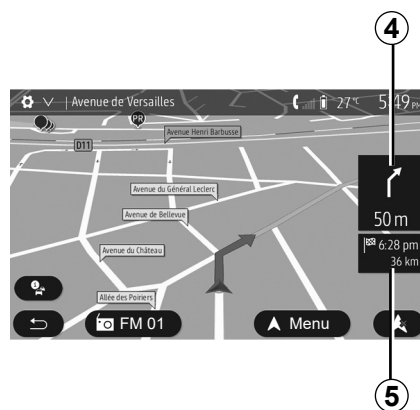 4
| Avenue de Versailles
27 °C
5:49 PM
PR
Avenue Henri Barbusse
D11
Avenue du Général Leclerc
Avenue de Bellevue
Avenue du Château
Allée des Poiriers
50 m
6:28 pm
36 km
FM 01
Menu
5